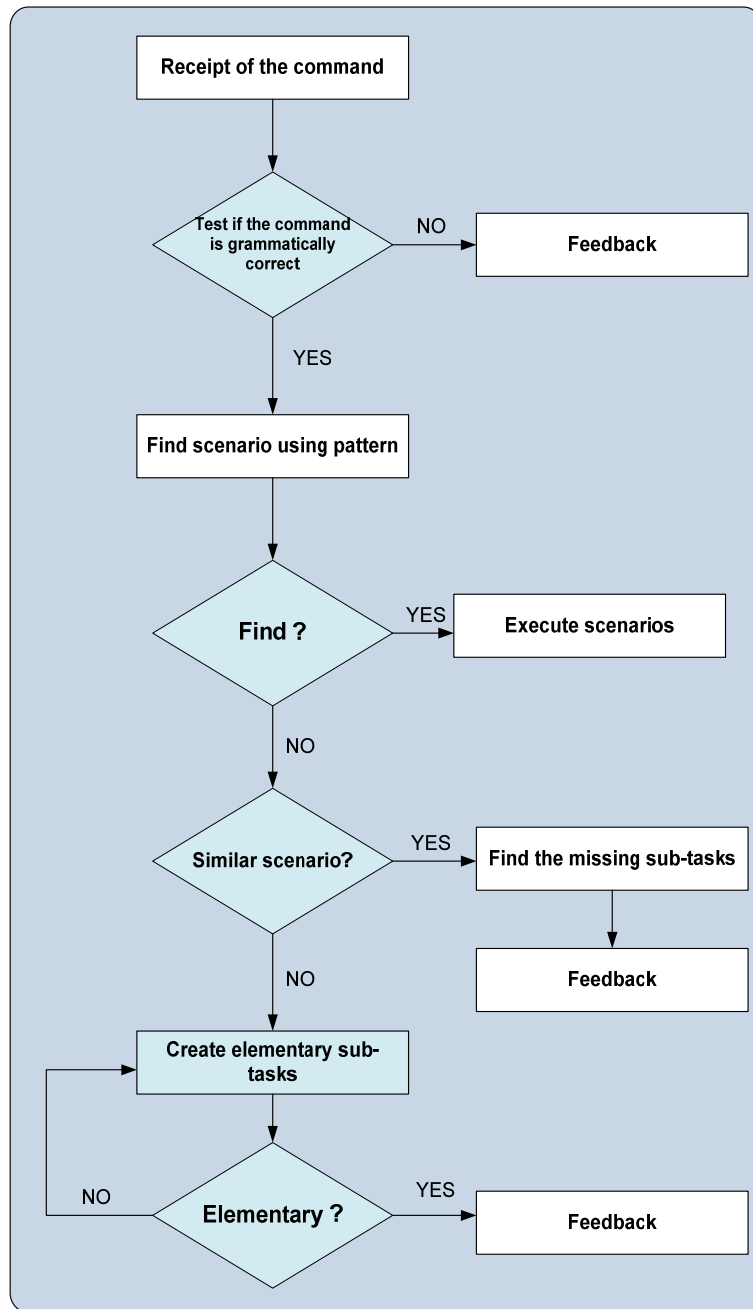 Receipt of the command
Test if the command
is grammatically
correct
NO
Feedback
YES
Find scenario using pattern
Find ?
YES
Execute scenarios
NO
Similar scenario?
YES
Find the missing sub-tasks
Feedback
NO
Create elementary sub-
tasks
NO
Elementary ?
YES
Feedback